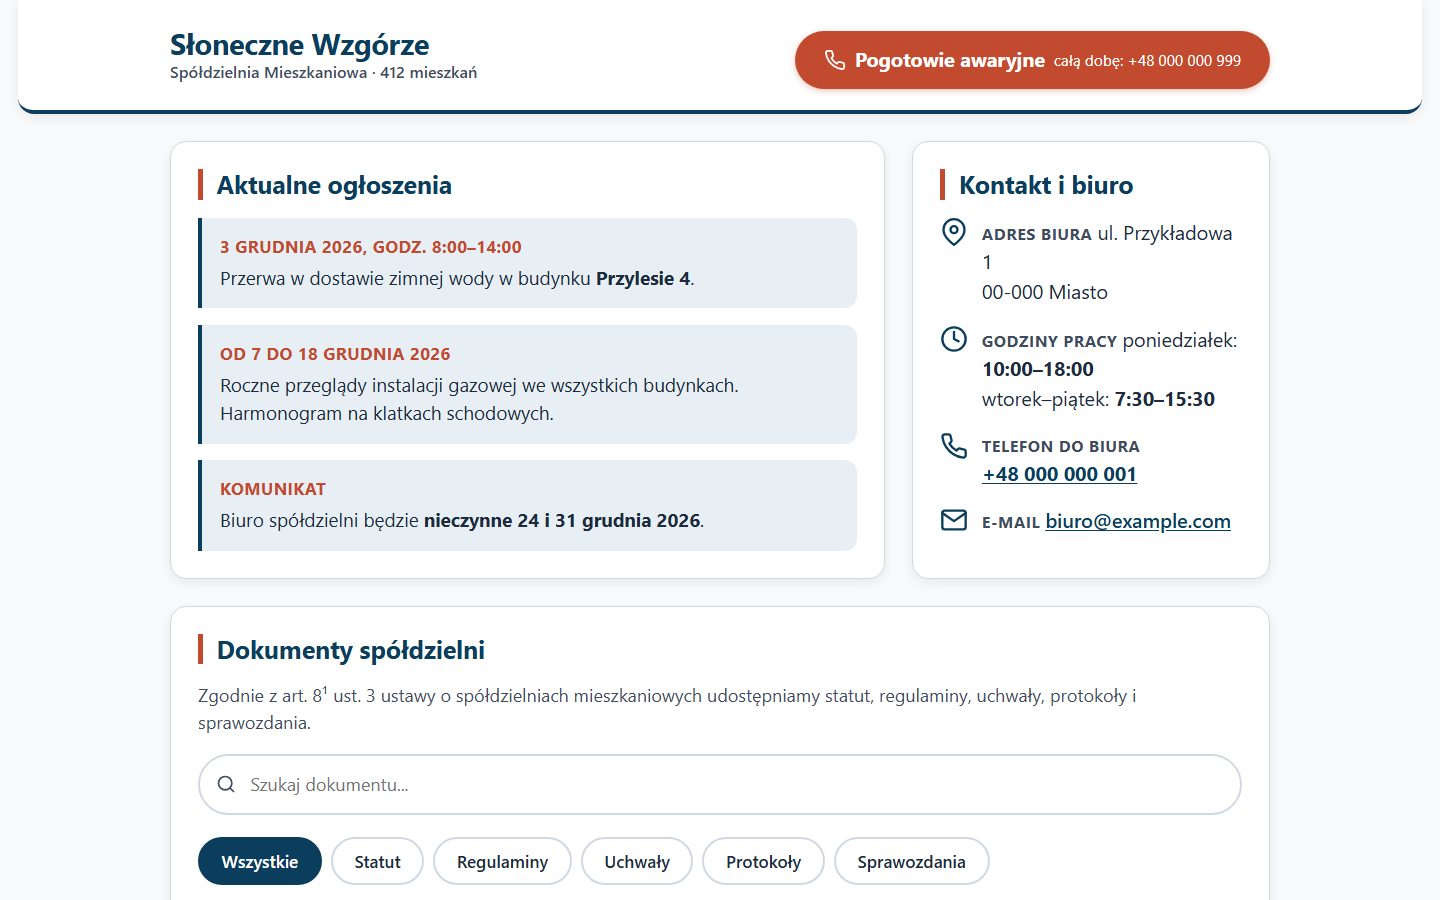 Słoneczne Wzgórze
Spółdzielnia Mieszkaniowa · 412 mieszkań
Pogotowie awaryjne całą dobę: +48 000 000 999
Aktualne ogłoszenia
3 GRUDNIA 2026, GODZ. 8:00–14:00
Przerwa w dostawie zimnej wody w budynku Przylesie 4.
OD 7 DO 18 GRUDNIA 2026
Roczne przeglądy instalacji gazowej we wszystkich budynkach.
Harmonogram na klatkach schodowych.
KOMUNIKAT
Biuro spółdzielni będzie nieczynne 24 i 31 grudnia 2026.
Kontakt i biuro
ADRES BIURA ul. Przykładowa
1
00-000 Miasto
GODZINY PRACY poniedziałek:
10:00–18:00
wtorek–piątek: 7:30–15:30
TELEFON DO BIURA
+48 000 000 001
E-MAIL biuro@example.com
Dokumenty spółdzielni
Zgodnie z art. 8¹ ust. 3 ustawy o spółdzielniach mieszkaniowych udostępniamy statut, regulaminy, uchwały, protokoły i
sprawozdania.
Szukaj dokumentu...
Wszystkie
Statut
Regulaminy
Uchwały
Protokoły
Sprawozdania